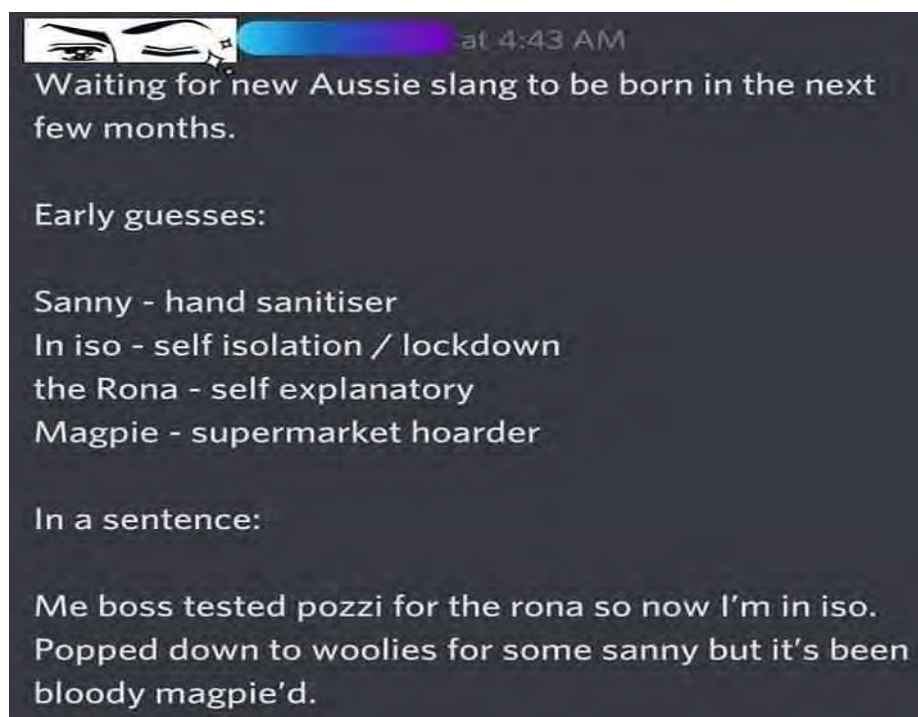 at 4:43 AM
Waiting for new Aussie slang to be born in the next
few months.
Early guesses:
Sanny - hand sanitiser
In iso - self isolation / lockdown
the Rona - self explanatory
Magpie - supermarket hoarder
In a sentence:
Me boss tested pozzi for the rona so now I'm in iso.
Popped down to woolies for some sanny but it's been
bloody magpie'd.